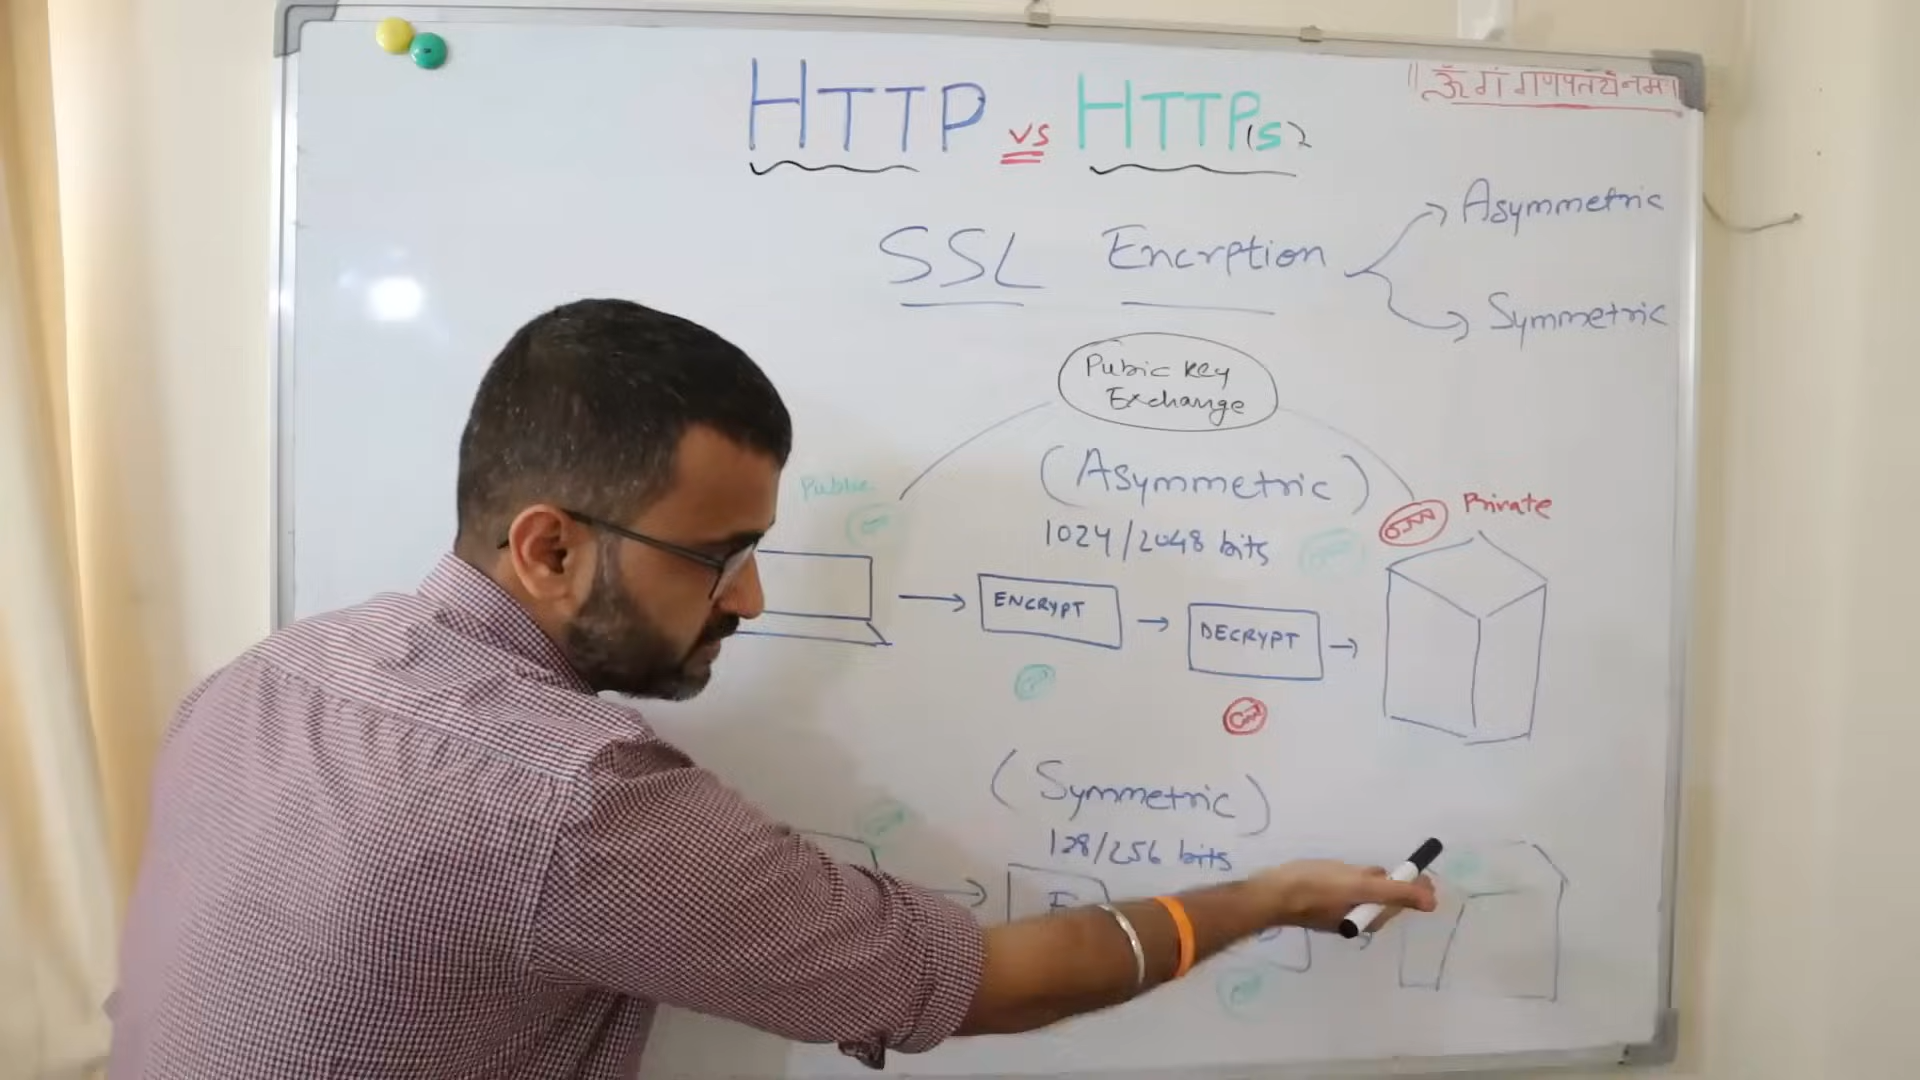 HTTP vs HTTP(s)
॥ ॐ गं गणपतये नमः ॥
SSL Encrption
Asymmetric
Symmetric
Pubic Key
Exchange
(Asymmetric)
1024/2048 bits
Public
Private
ENCRYPT
DECRYPT
(Symmetric)
128/256 bits
E